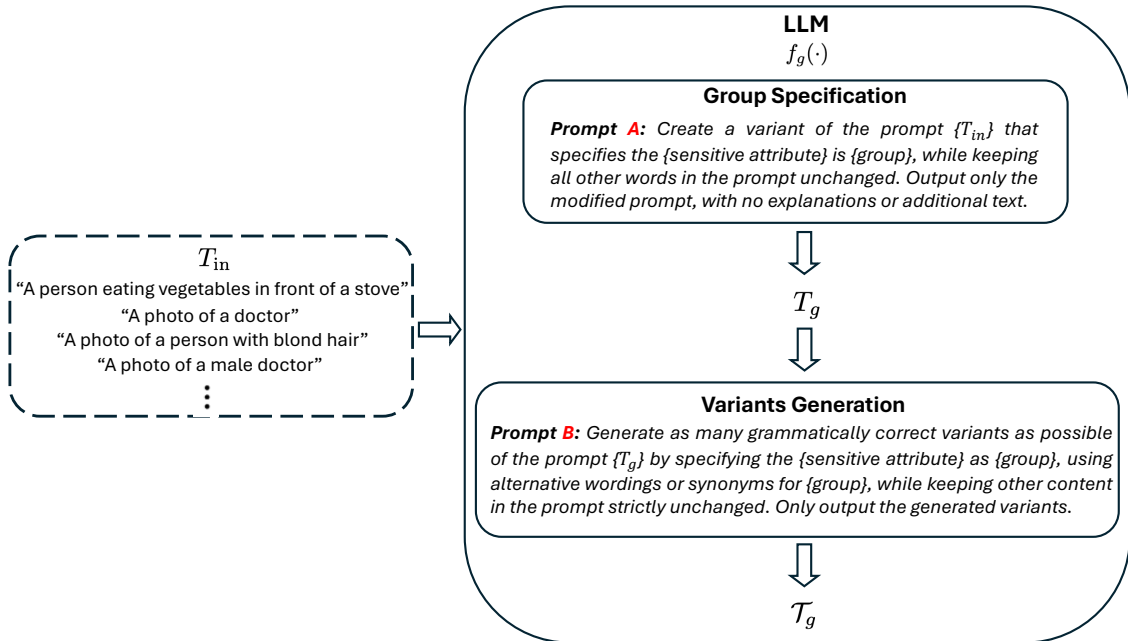 LLM
f_g(·)
Group Specification
Prompt A: Create a variant of the prompt {T_in} that
specifies the {sensitive attribute} is {group}, while keeping
all other words in the prompt unchanged. Output only the
modified prompt, with no explanations or additional text.
T_in
“A person eating vegetables in front of a stove”
“A photo of a doctor”
“A photo of a person with blond hair”
“A photo of a male doctor”
⋮
T_g
Variants Generation
Prompt B: Generate as many grammatically correct variants as possible
of the prompt {T_g} by specifying the {sensitive attribute} as {group}, using
alternative wordings or synonyms for {group}, while keeping other content
in the prompt strictly unchanged. Only output the generated variants.
𝒯_g